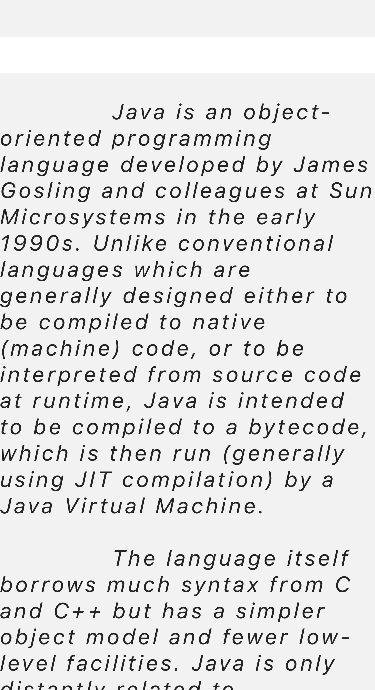 Java is an object-
oriented programming
language developed by James
Gosling and colleagues at Sun
Microsystems in the early
1990s. Unlike conventional
languages which are
generally designed either to
be compiled to native
(machine) code, or to be
interpreted from source code
at runtime, Java is intended
to be compiled to a bytecode,
which is then run (generally
using JIT compilation) by a
Java Virtual Machine.
The language itself
borrows much syntax from C
and C++ but has a simpler
object model and fewer low-
level facilities. Java is only
distantly related to